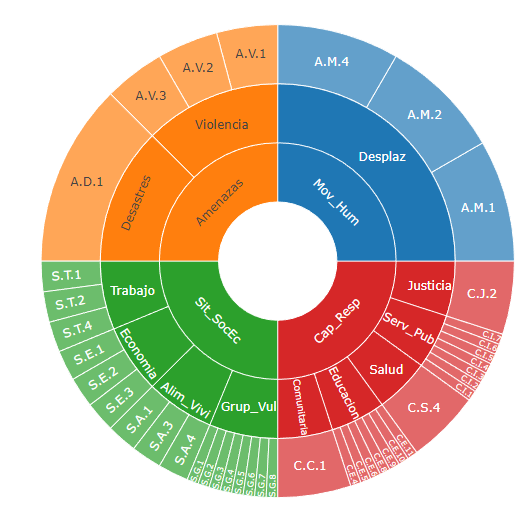 A.V.1
A.M.4
A.V.2
A.V.3
A.M.2
Violencia
Desplaz
A.D.1
Desastres
Amenazas
Mov_Hum
A.M.1
S.T.1
Trabajo
Sit_SocEc
Cap_Resp
Justicia
C.J.2
S.T.2
S.T.4
Economia
Serv_Pub
S.E.1
S.E.2
S.E.3
Alim_Vivi
Grup_Vul
Comunitaria
Educacion
Salud
C.S.4
S.A.1
S.A.3
S.A.4
S.G.1
S.G.2
S.G.3
S.G.4
S.G.5
S.G.6
S.G.7
S.G.8
C.C.1